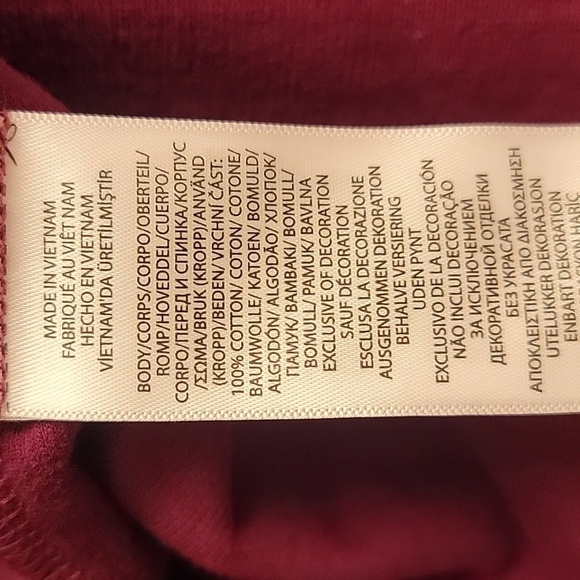 MADE IN VIETNAM
FABRIQUÉ AU VIÊT NAM
HECHO EN VIETNAM
VİETNAM'DA ÜRETİLMİŞTİR
BODY/CORPS/CORPO/OBERTEIL/
ROMP/HOVEDDEL/CUERPO/
CORPO/ПЕРЕД И СПИНКА/КОРПУС
/ΣΩΜΑ/BRUK (KROPP)/ANVÄND
(KROPP)/BEDEN/VRCHNÍ ČÁST:
100% COTTON/ COTON/ COTONE/
BAUMWOLLE/ KATOEN/ BOMULD/
ALGODÓN/ ALGODÃO/ ХЛОПОК/
ПАМУК/ ΒΑΜΒΑΚΙ/ BOMULL/
BOMULL/ PAMUK/ BAVLNA
EXCLUSIVE OF DECORATION
SAUF DÉCORATION
ESCLUSA LA DECORAZIONE
AUSGENOMMEN DEKORATION
BEHALVE VERSIERING
UDEN PYNT
EXCLUSIVO DE LA DECORACIÓN
NÃO INCLUI DECORAÇÃO
ЗА ИСКЛЮЧЕНИЕМ
ДЕКОРАТИВНОЙ ОТДЕЛКИ
БЕЗ УКРАСАТА
ΑΠΟΚΛΕΙΣΤΙΚΗ ΑΠΟ ΔΙΑΚΟΣΜΗΣΗ
UTELUKKER DEKORASJON
ENBART DEKORATION